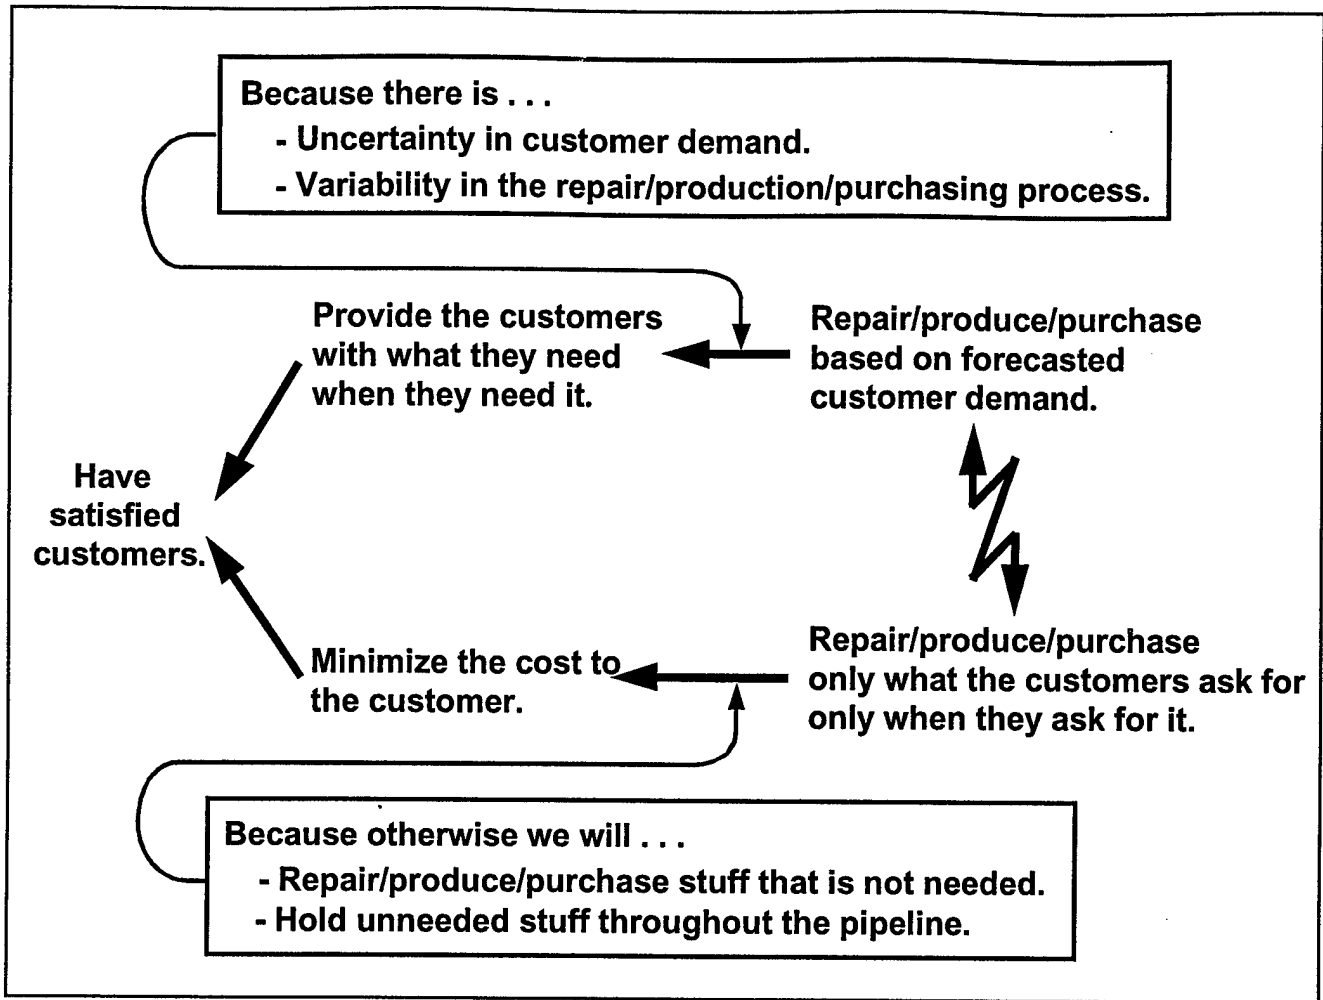 Because there is . . .
- Uncertainty in customer demand.
- Variability in the repair/production/purchasing process.
Provide the customers
with what they need
when they need it.
Repair/produce/purchase
based on forecasted
customer demand.
Have
satisfied
customers.
Minimize the cost to
the customer.
Repair/produce/purchase
only what the customers ask for
only when they ask for it.
Because otherwise we will . . .
- Repair/produce/purchase stuff that is not needed.
- Hold unneeded stuff throughout the pipeline.